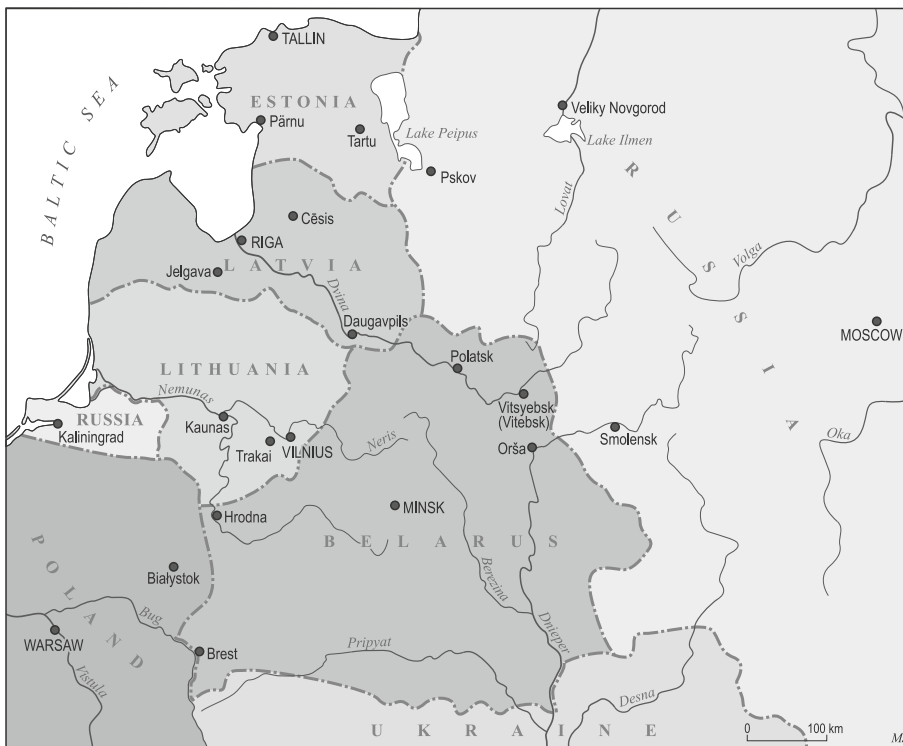 TALLIN
ESTONIA
Pärnu
Tartu
Lake Peipus
Pskov
Veliky Novgorod
Lake Ilmen
BALTIC SEA
Lovat
RUSSIA
Volga
Cēsis
RIGA
LATVIA
Jelgava
Dvina
Daugavpils
MOSCOW
Polatsk
LITHUANIA
Nemunas
Vitsyebsk
(Vitebsk)
RUSSIA
Kaliningrad
Kaunas
Trakai
VILNIUS
Neris
Orša
Smolensk
Oka
Hrodna
MINSK
BELARUS
POLAND
Białystok
Berezina
Bug
WARSAW
Vistula
Brest
Pripyat
Dnieper
Desna
UKRAINE
0 100 km